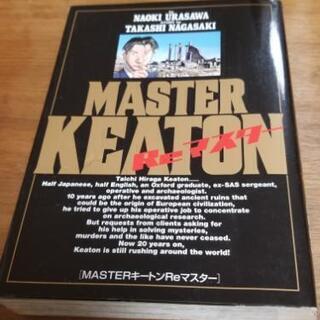 NAOKI URASAWA
TAKASHI NAGASAKI
MASTER
KEATON
Reマスター
Taichi Hiraga Keaton.....
Half Japanese, half English, an Oxford graduate, ex-SAS sergeant,
operative and archaeologist.
10 years ago after he excavated ancient ruins that
could be the origin of European civilization,
he tried to give up his operative job to concentrate
on archaeological research.
But requests from clients asking for
his help in solving mysteries,
murders and the like have never ceased.
Now 20 years on,
Keaton is still rushing around the world!
[MASTERキートンReマスター]